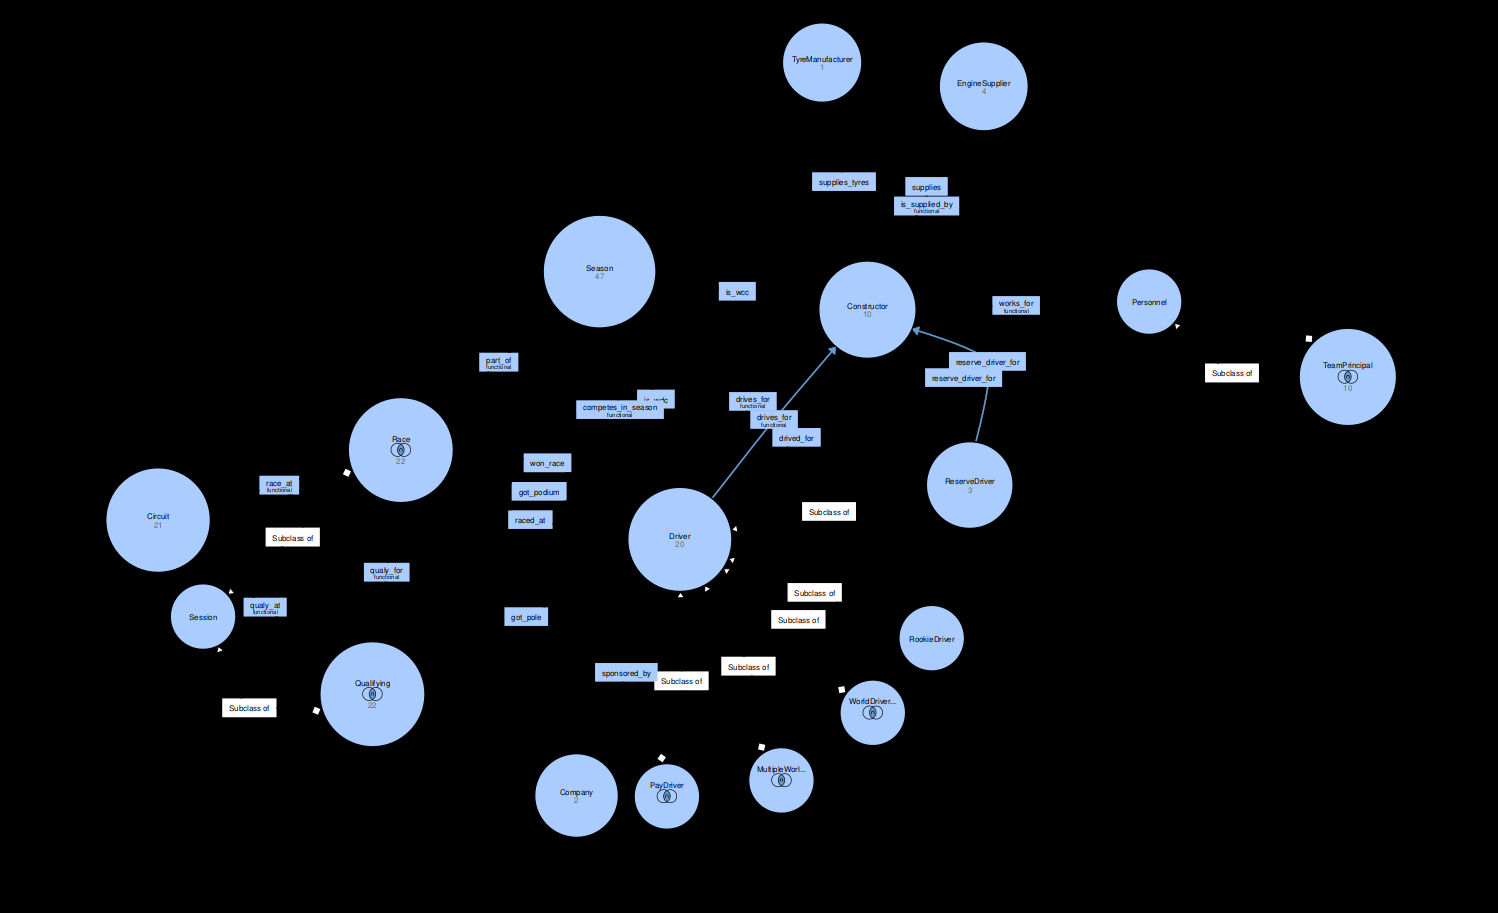 TyreManufacturer
1
EngineSupplier
4
supplies_tyres
supplies
is_supplied_by
functional
Season
47
is_wcc
Constructor
10
works_for
functional
Personnel
part_of
functional
reserve_driver_for
reserve_driver_for
Subclass of
TeamPrincipal
10
is_wdc
competes_in_season
functional
drives_for
functional
drives_for
functional
drived_for
Race
22
won_race
got_podium
raced_at
race_at
functional
Circuit
21
Subclass of
Driver
20
ReserveDriver
3
Subclass of
qualy_for
functional
Session
qualy_at
functional
got_pole
Subclass of
Subclass of
RookieDriver
sponsored_by
Subclass of
Subclass of
Qualifying
22
Subclass of
WorldDriver...
MultipleWorl...
Company
2
PayDriver